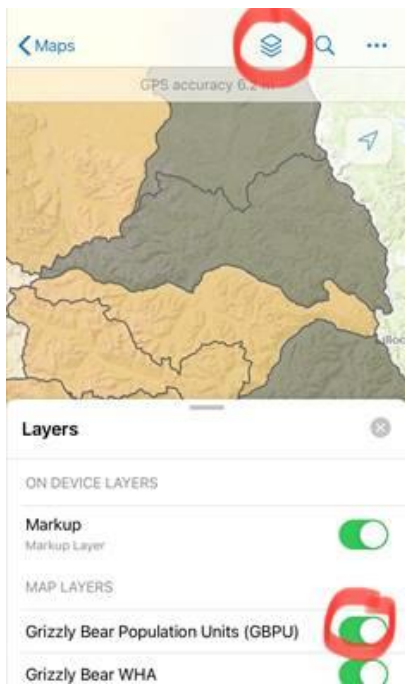 Maps
GPS accuracy 6.2 m
Layers
ON DEVICE LAYERS
Markup
Markup Layer
MAP LAYERS
Grizzly Bear Population Units (GBPU)
Grizzly Bear WHA